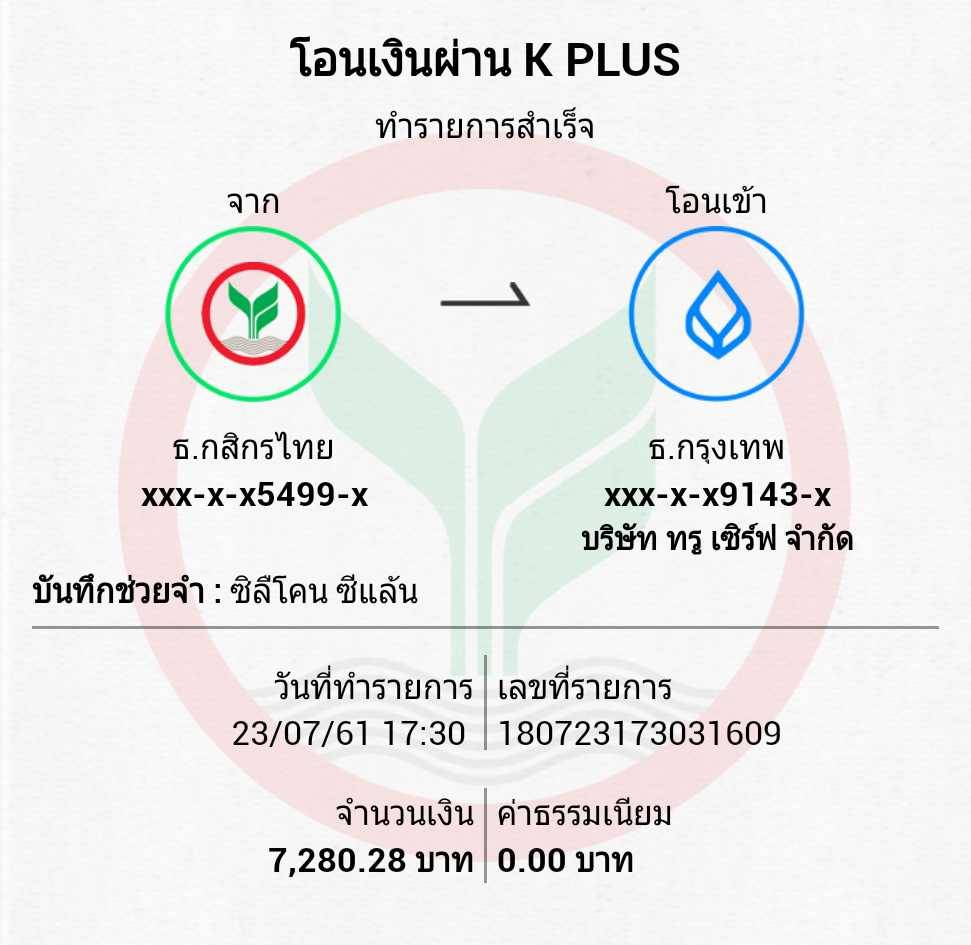 โอนเงินผ่าน K PLUS
ทำรายการสำเร็จ
จาก
โอนเข้า
ธ.กสิกรไทย
xxx-x-x5499-x
ธ.กรุงเทพ
xxx-x-x9143-x
บริษัท ทรู เซิร์ฟ จำกัด
บันทึกช่วยจำ : ซิลืโคน ซีแล้น
วันที่ทำรายการ
23/07/61 17:30
เลขที่รายการ
180723173031609
จำนวนเงิน
7,280.28 บาท
ค่าธรรมเนียม
0.00 บาท